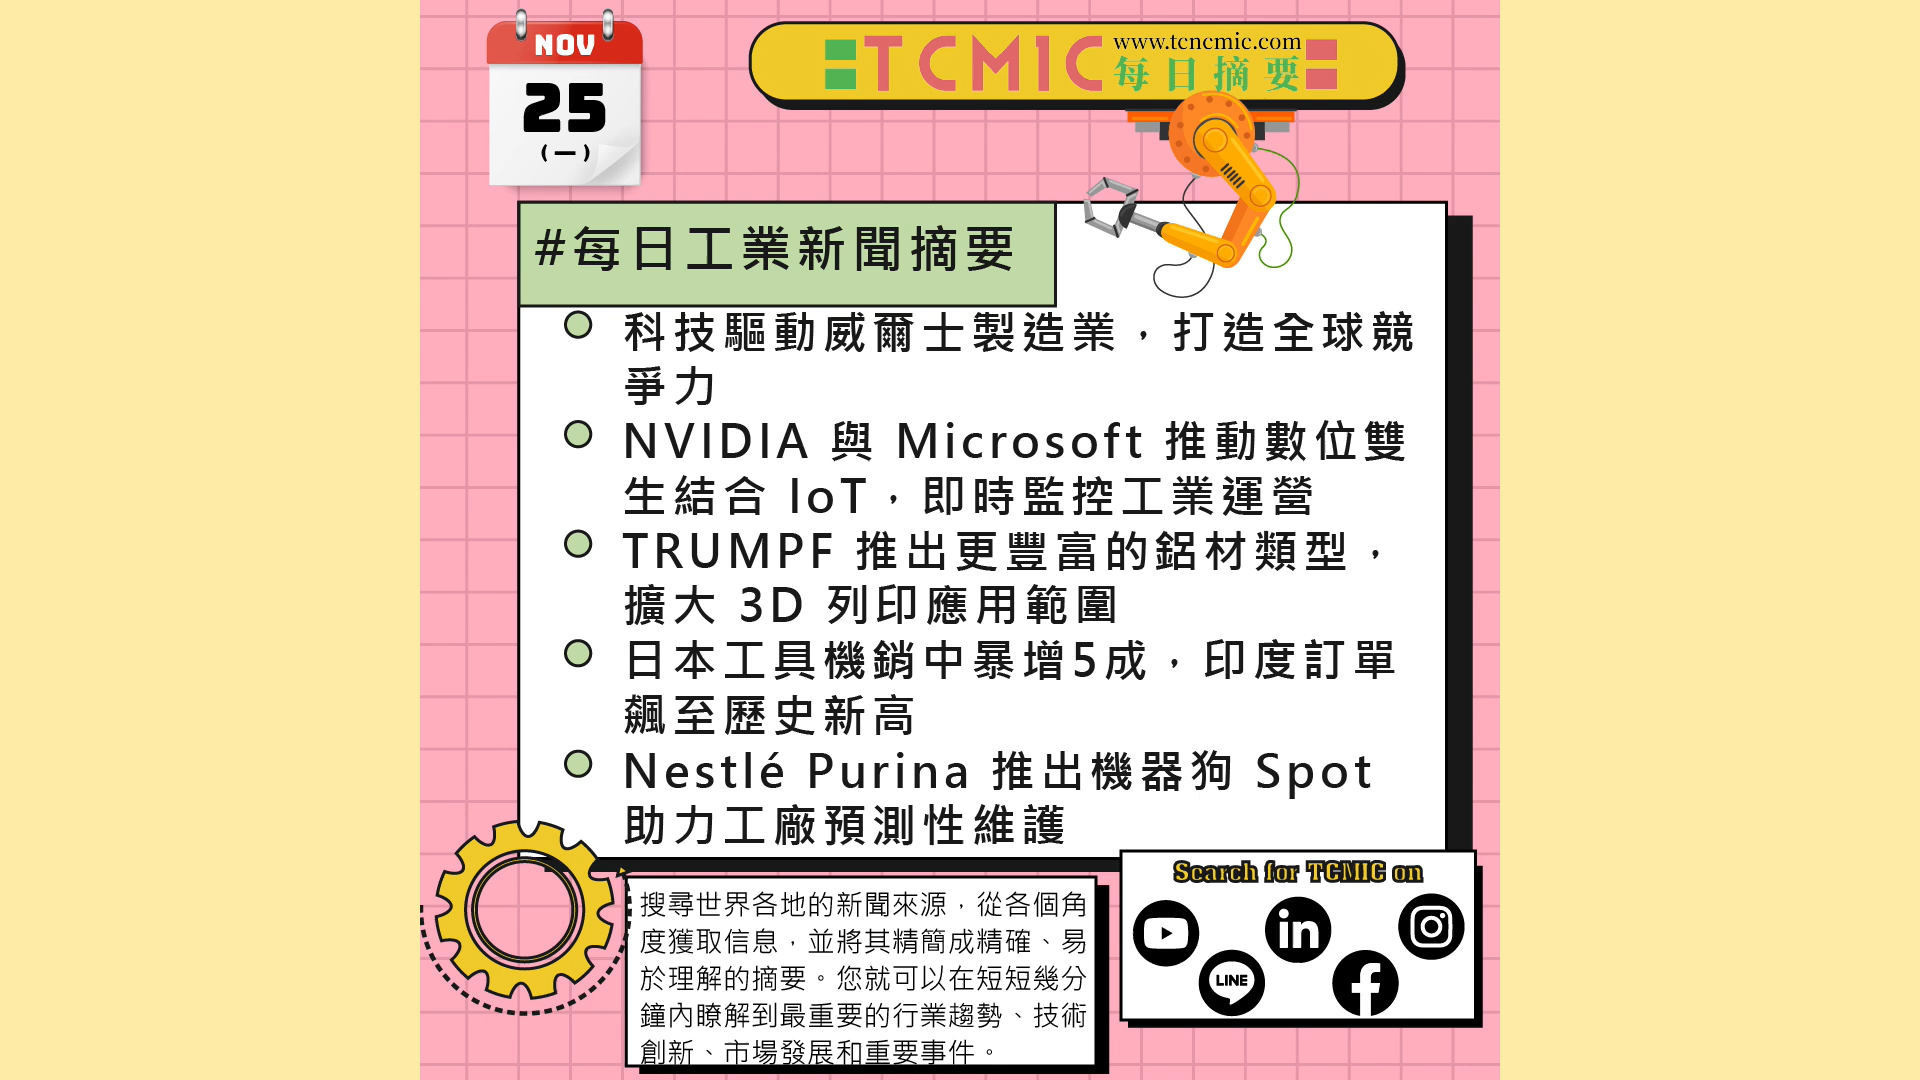 NOV
25
(一)
TCMIC
www.tcncmic.com
每日摘要
#每日工業新聞摘要
科技驅動威爾士製造業，打造全球競
爭力
NVIDIA 與 Microsoft 推動數位雙
生結合 IoT，即時監控工業運營
TRUMPF 推出更豐富的鋁材類型，
擴大 3D 列印應用範圍
日本工具機銷中暴增5成，印度訂單
飆至歷史新高
Nestlé Purina 推出機器狗 Spot
助力工廠預測性維護
搜尋世界各地的新聞來源，從各個角
度獲取信息，並將其精簡成精確、易
於理解的摘要。您就可以在短短幾分
鐘內瞭解到最重要的行業趨勢、技術
創新、市場發展和重要事件。
Search for TCMIC on
in
LINE